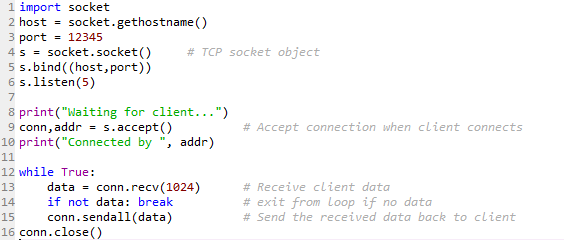 1 import socket
2 host = socket.gethostname()
3 port = 12345
4 s = socket.socket()     # TCP socket object
5 s.bind((host,port))
6 s.listen(5)
7
8 print("Waiting for client...")
9 conn,addr = s.accept()          # Accept connection when client connects
10 print("Connected by ", addr)
11
12 while True:
13     data = conn.recv(1024)      # Receive client data
14     if not data: break          # exit from loop if no data
15     conn.sendall(data)          # Send the received data back to client
16 conn.close()